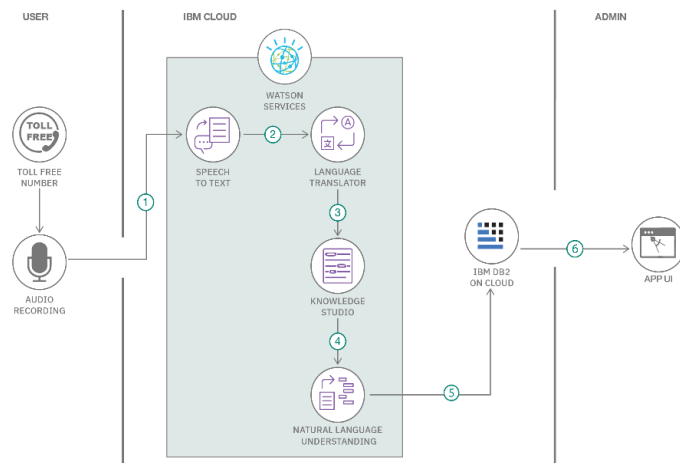 USER
IBM CLOUD
ADMIN
WATSON
SERVICES
TOLL
FREE
TOLL FREE
NUMBER
1
SPEECH
TO TEXT
2
A
文
LANGUAGE
TRANSLATOR
3
AUDIO
RECORDING
KNOWLEDGE
STUDIO
4
NATURAL LANGUAGE
UNDERSTANDING
5
IBM DB2
ON CLOUD
6
APP UI